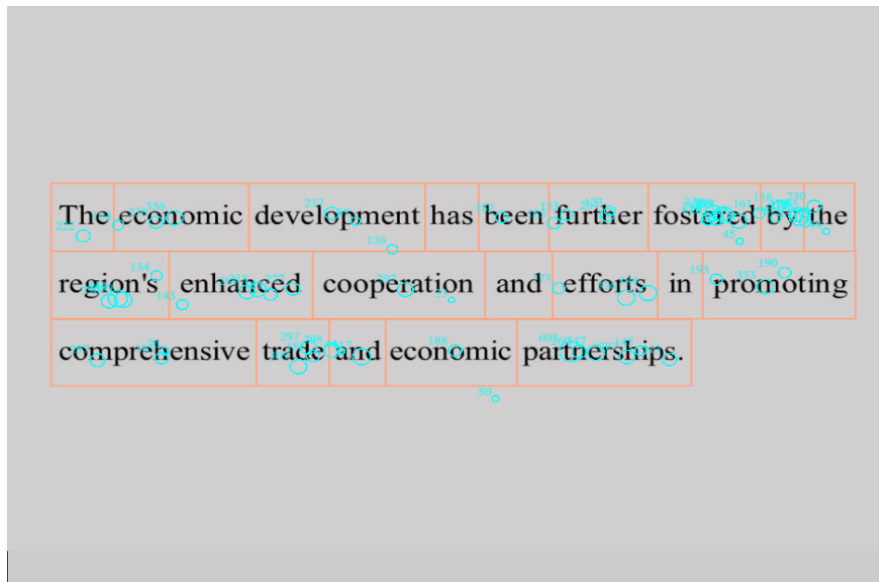 The economic development has been further fostered by the
region's enhanced cooperation and efforts in promoting
comprehensive trade and economic partnerships.